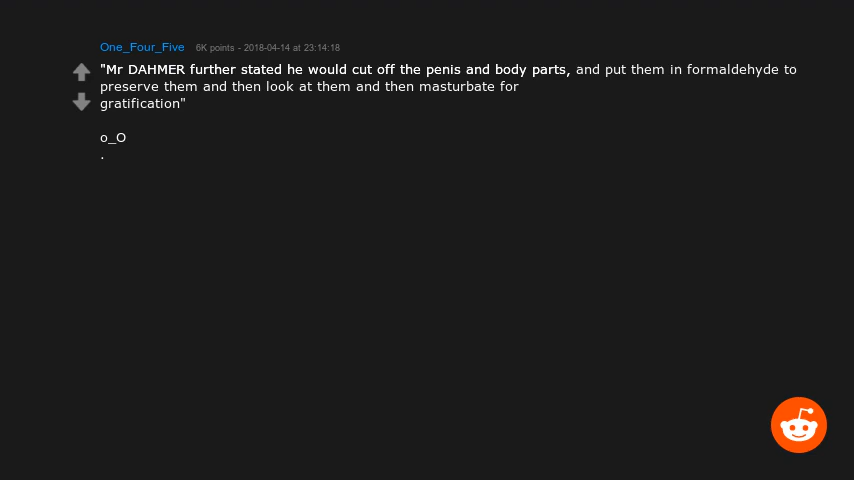 One_Four_Five 6K points - 2018-04-14 at 23:14:18
"Mr DAHMER further stated he would cut off the penis and body parts, and put them in formaldehyde to
preserve them and then look at them and then masturbate for
gratification"
o_O
.